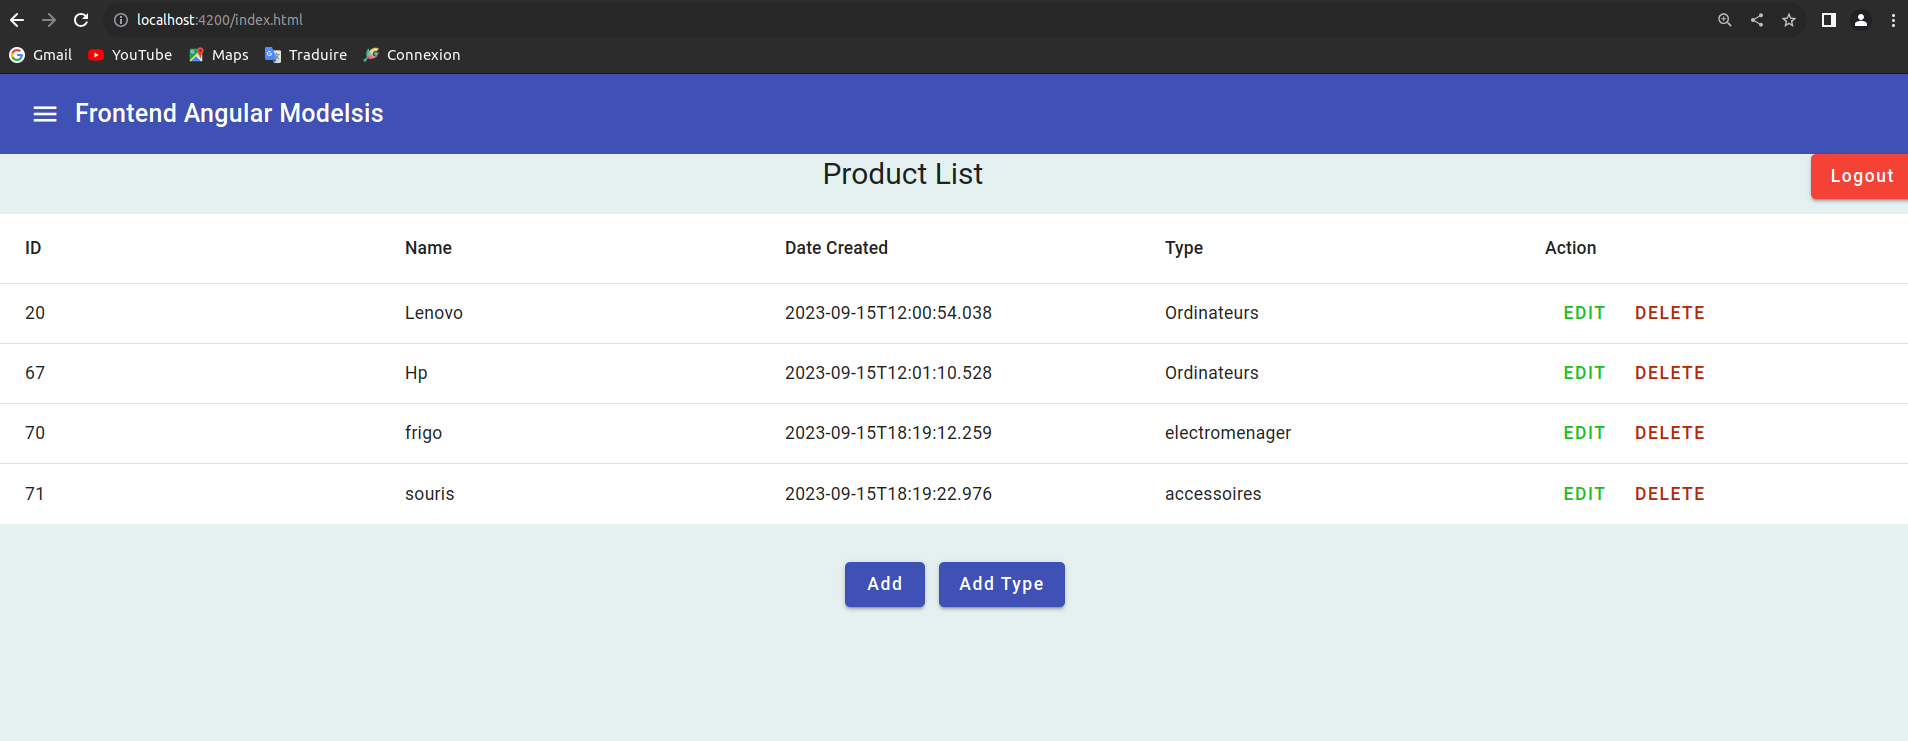 localhost:4200/index.html
Gmail YouTube Maps Traduire Connexion
Frontend Angular Modelsis
Product List
Logout
ID Name Date Created Type Action
20 Lenovo 2023-09-15T12:00:54.038 Ordinateurs EDIT DELETE
67 Hp 2023-09-15T12:01:10.528 Ordinateurs EDIT DELETE
70 frigo 2023-09-15T18:19:12.259 electromenager EDIT DELETE
71 souris 2023-09-15T18:19:22.976 accessoires EDIT DELETE
Add Add Type